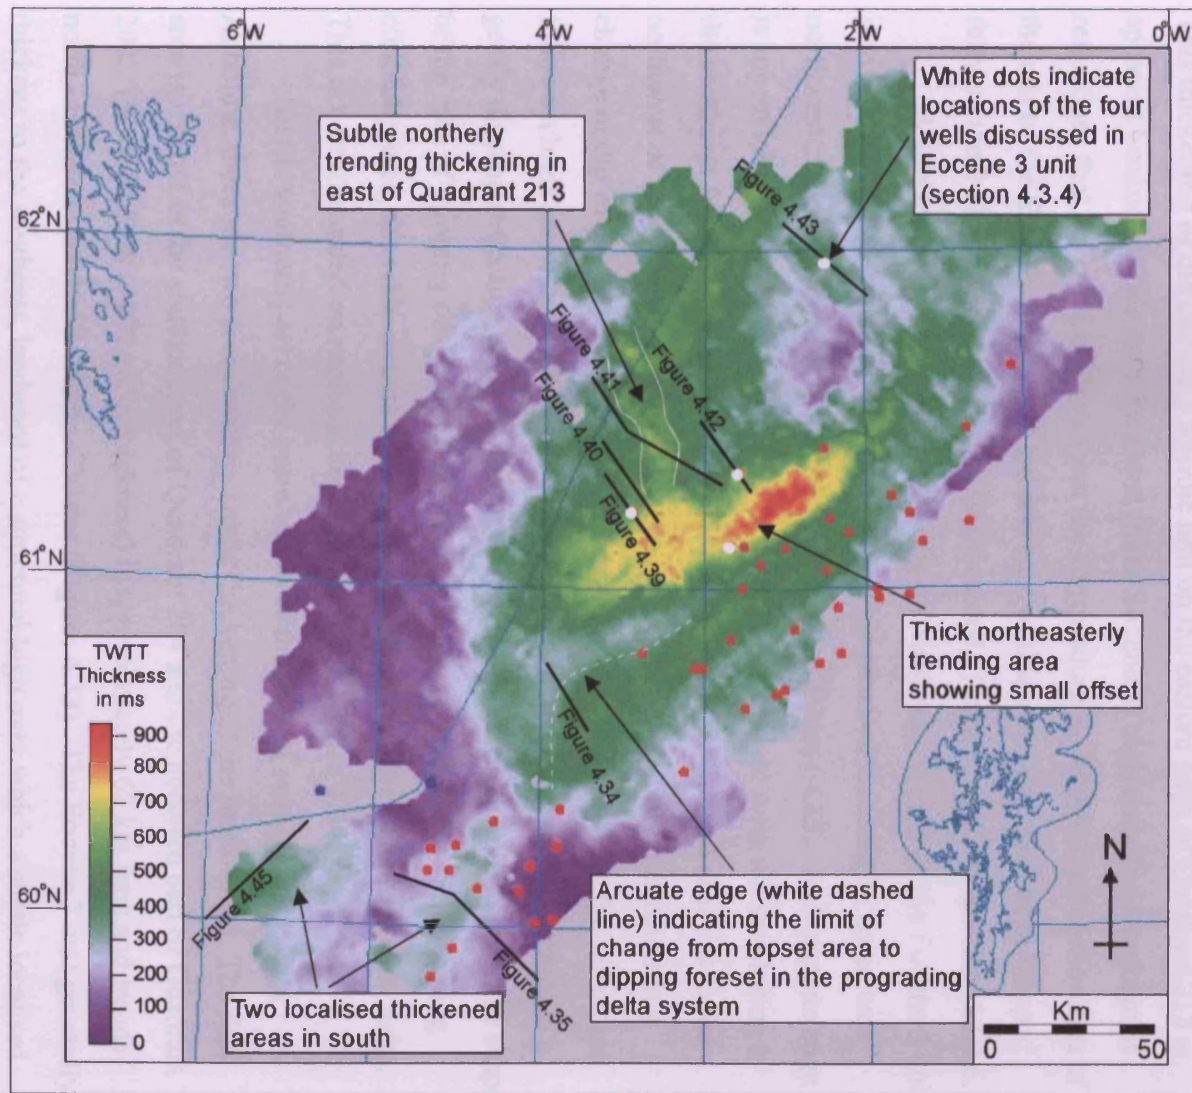 6°W
4°W
2°W
0°W
62°N
61°N
60°N
Subtle northerly
trending thickening in
east of Quadrant 213
White dots indicate
locations of the four
wells discussed in
Eocene 3 unit
(section 4.3.4)
Figure 4.43
Figure 4.41
Figure 4.42
Figure 4.40
Figure 4.39
Thick northeasterly
trending area
showing small offset
Figure 4.34
TWTT
Thickness
in ms
900
800
700
600
500
400
300
200
100
0
Figure 4.45
Figure 4.35
Two localised thickened
areas in south
Arcuate edge (white dashed
line) indicating the limit of
change from topset area to
dipping foreset in the prograding
delta system
N
Km
0 50